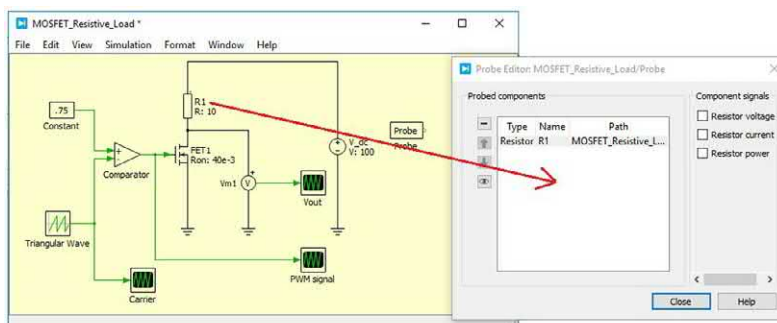 MOSFET_Resistive_Load *
File Edit View Simulation Format Window Help
.75
Constant
Comparator
Triangular Wave
Carrier
R1
R: 10
FET1
Ron: 40e-3
Vm1
V
Vout
PWM signal
V_dc
V: 100
Probe
Probe
Probe Editor: MOSFET_Resistive_Load/Probe
Probed components
Type Name Path
Resistor R1 MOSFET_Resistive_L...
Component signals
Resistor voltage
Resistor current
Resistor power
Close Help